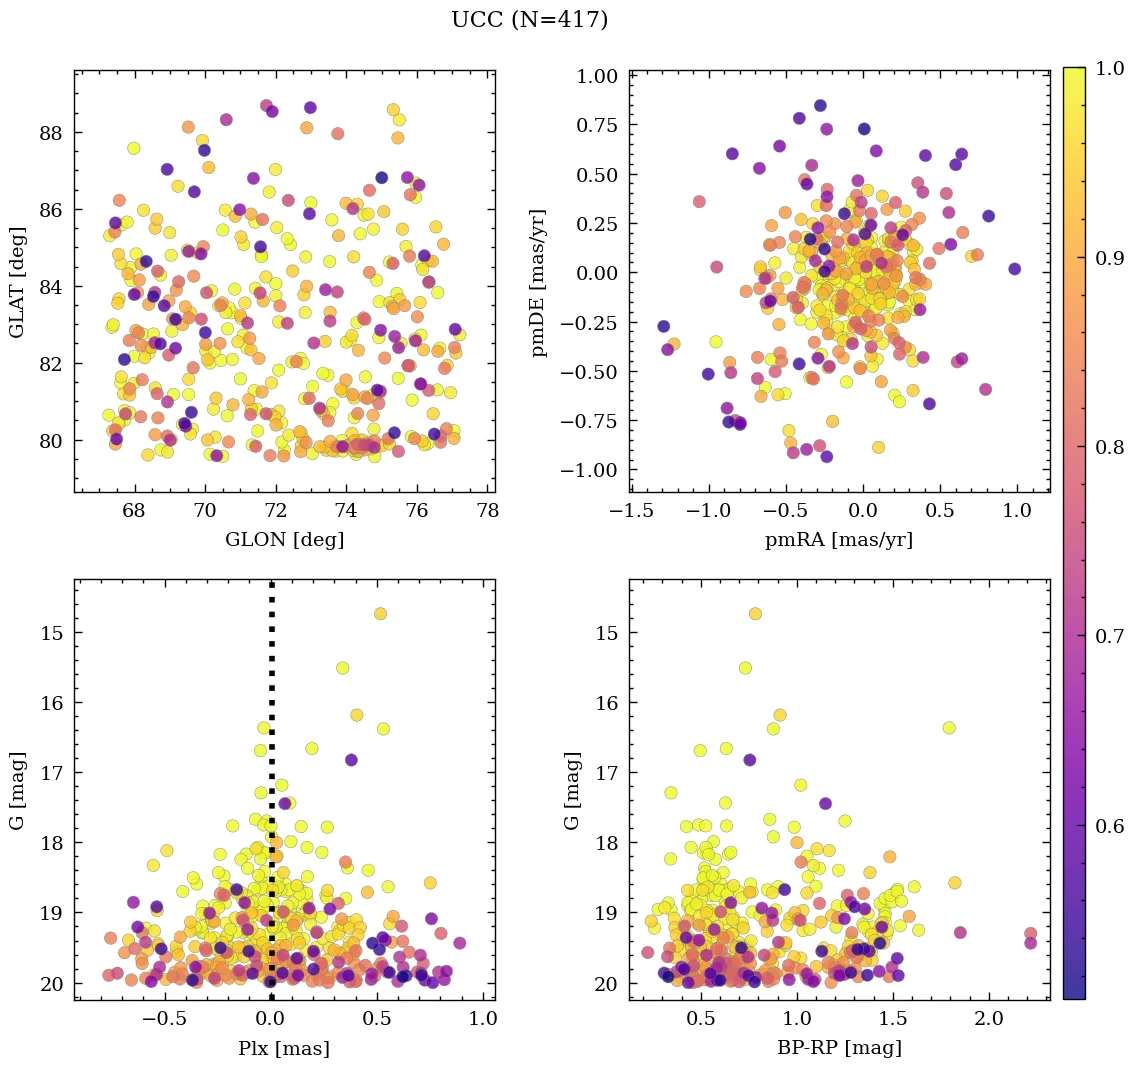 UCC (N=417)
88
86
84
82
80
GLAT [deg]
68 70 72 74 76 78
GLON [deg]
1.00
0.75
0.50
0.25
0.00
−0.25
−0.50
−0.75
−1.00
pmDE [mas/yr]
−1.5 −1.0 −0.5 0.0 0.5 1.0
pmRA [mas/yr]
15
16
17
18
19
20
G [mag]
−0.5 0.0 0.5 1.0
Plx [mas]
15
16
17
18
19
20
G [mag]
0.5 1.0 1.5 2.0
BP-RP [mag]
1.0
0.9
0.8
0.7
0.6